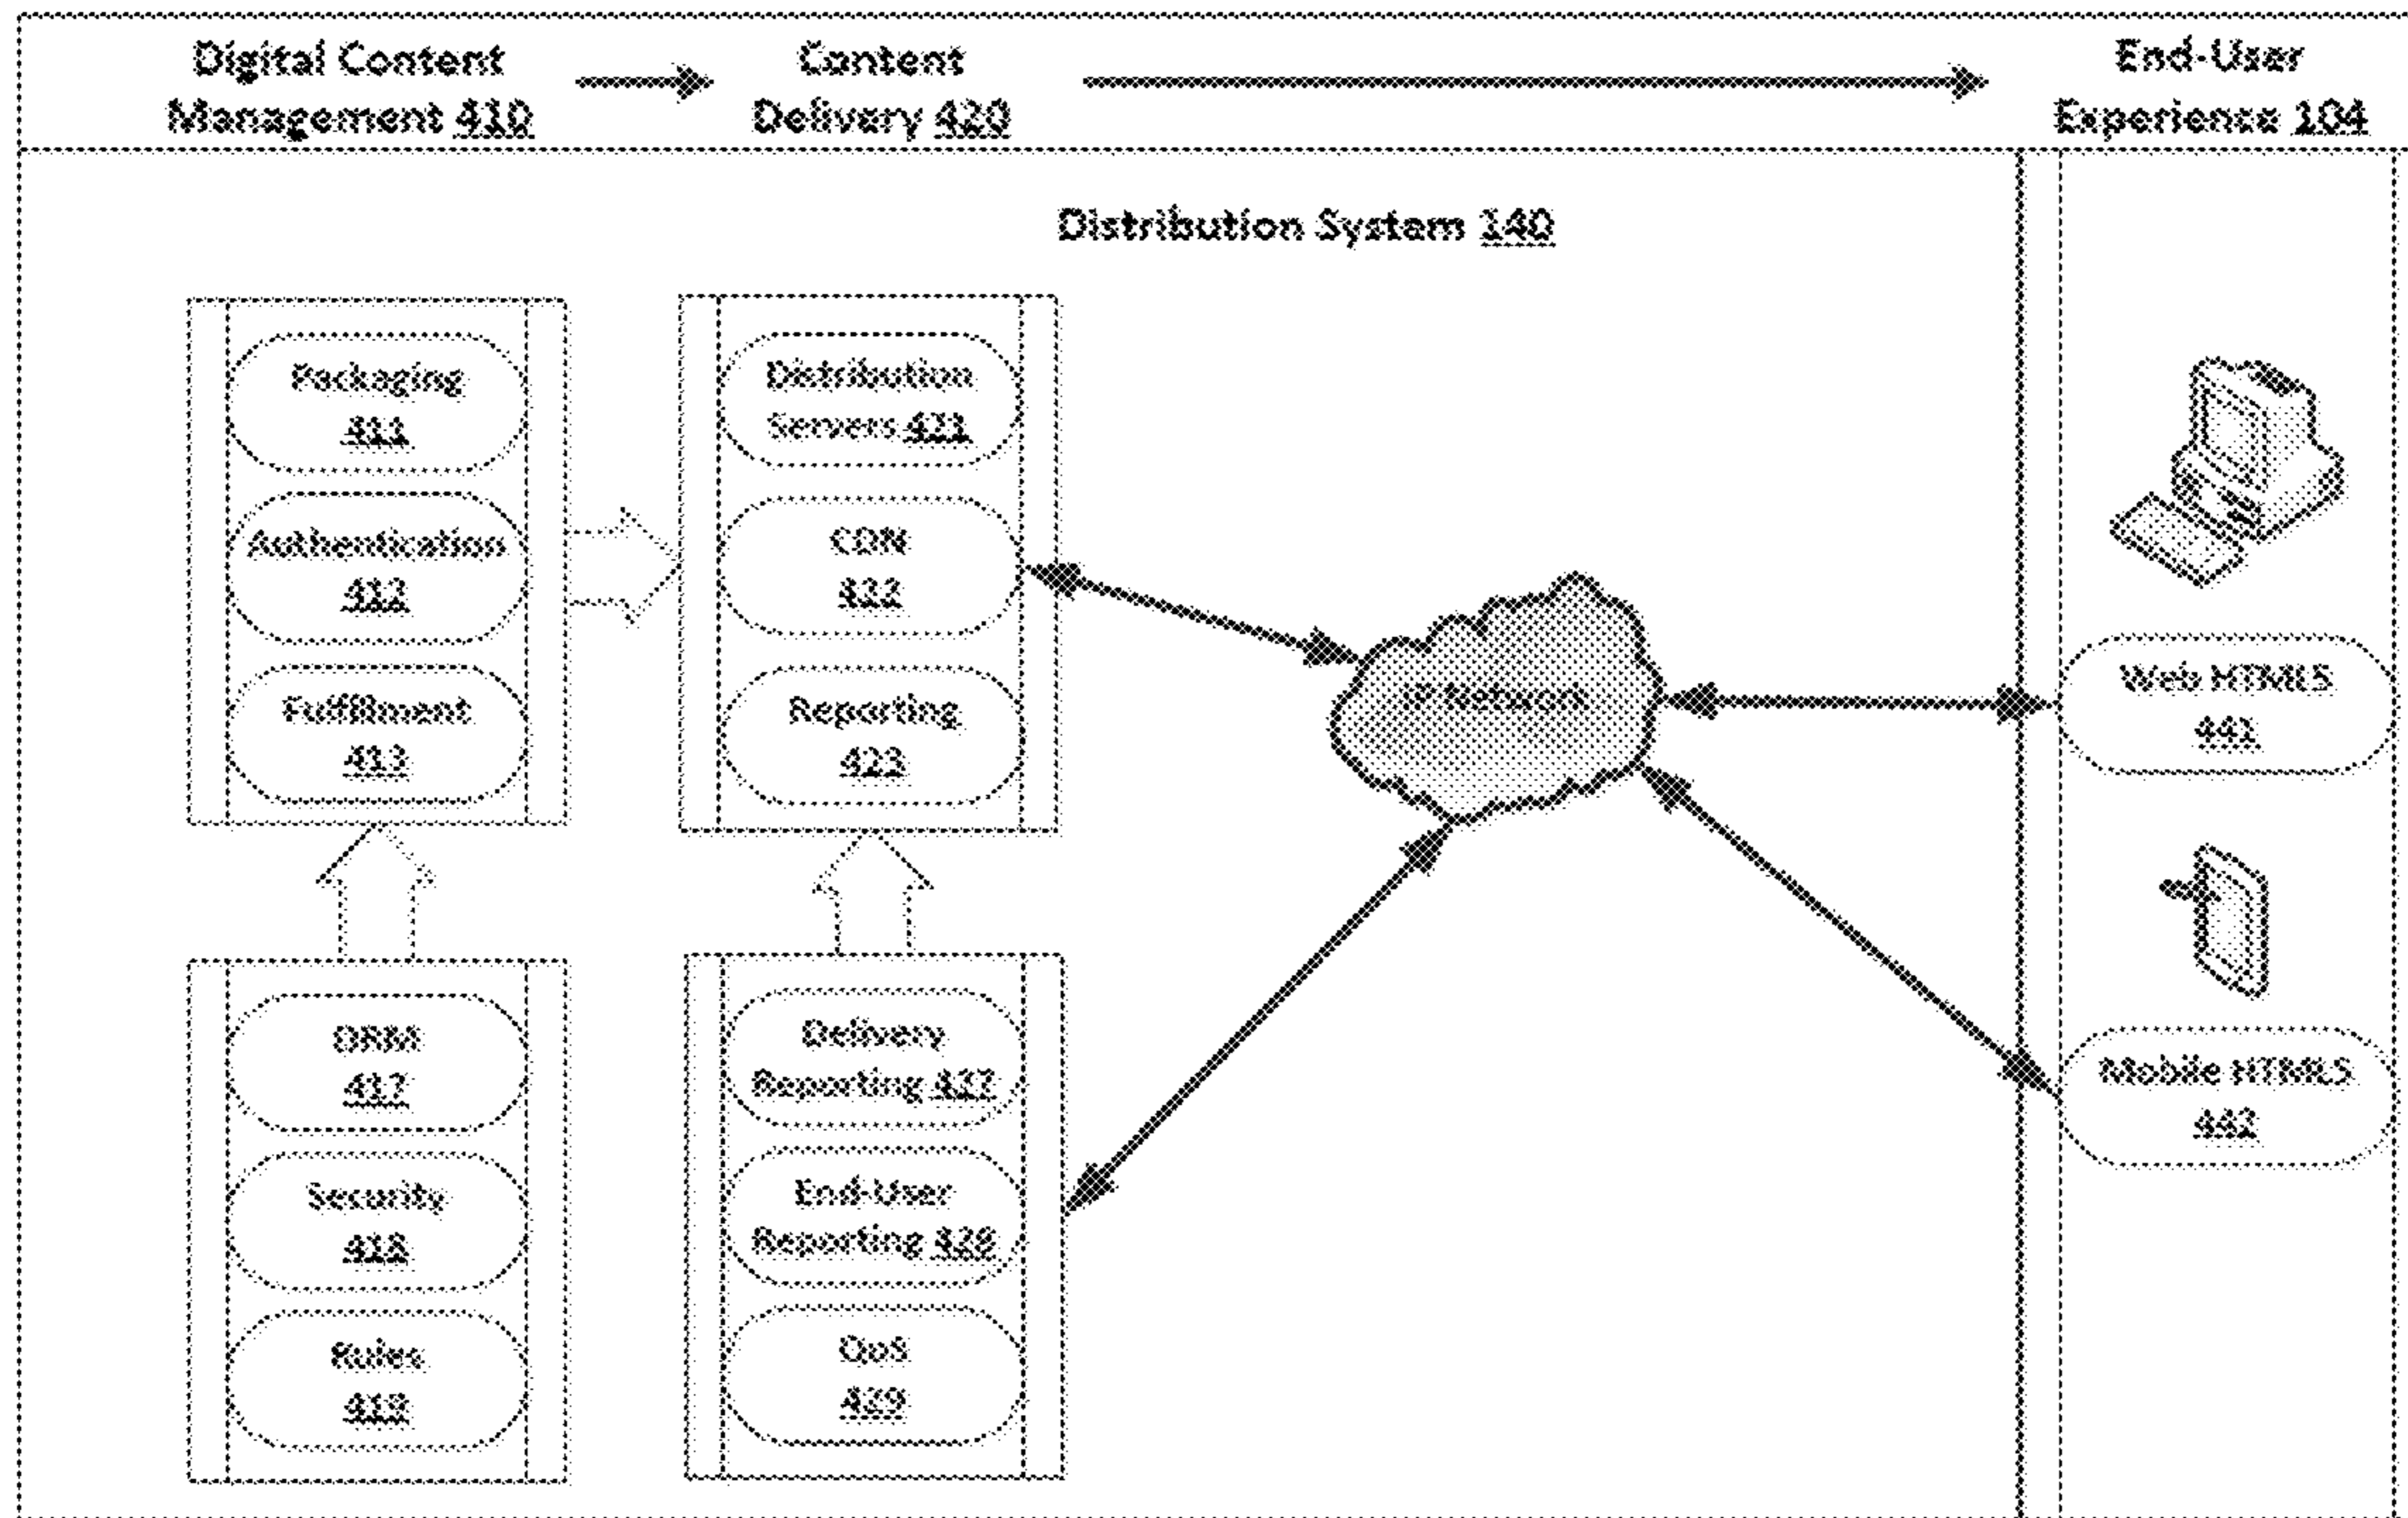 Digital Content
Management 410
Content
Delivery 420
End-User
Experience 104
Distribution System 140
Packaging
411
Authentication
412
Fulfillment
413
Distribution
Servers 421
CDN
422
Reporting
423
IP Network
Web HTML5
441
Mobile HTML5
442
DRM
417
Security
418
Rules
419
Delivery
Reporting 427
End-User
Reporting 428
QoS
429